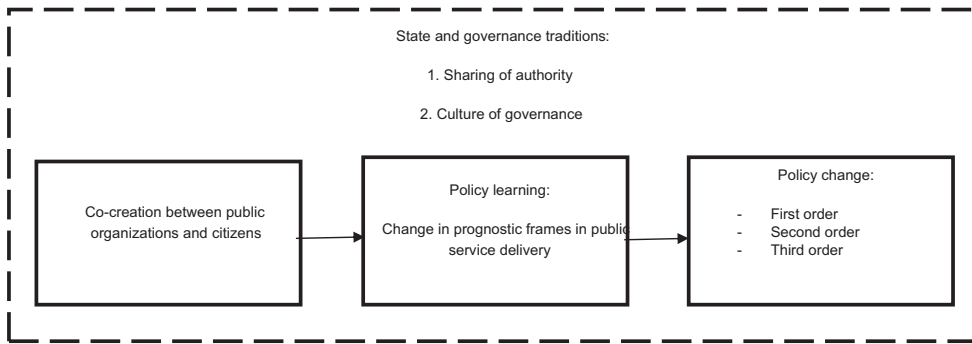 State and governance traditions:
1. Sharing of authority
2. Culture of governance
Co-creation between public
organizations and citizens
Policy learning:
Change in prognostic frames in public
service delivery
Policy change:
- First order
- Second order
- Third order